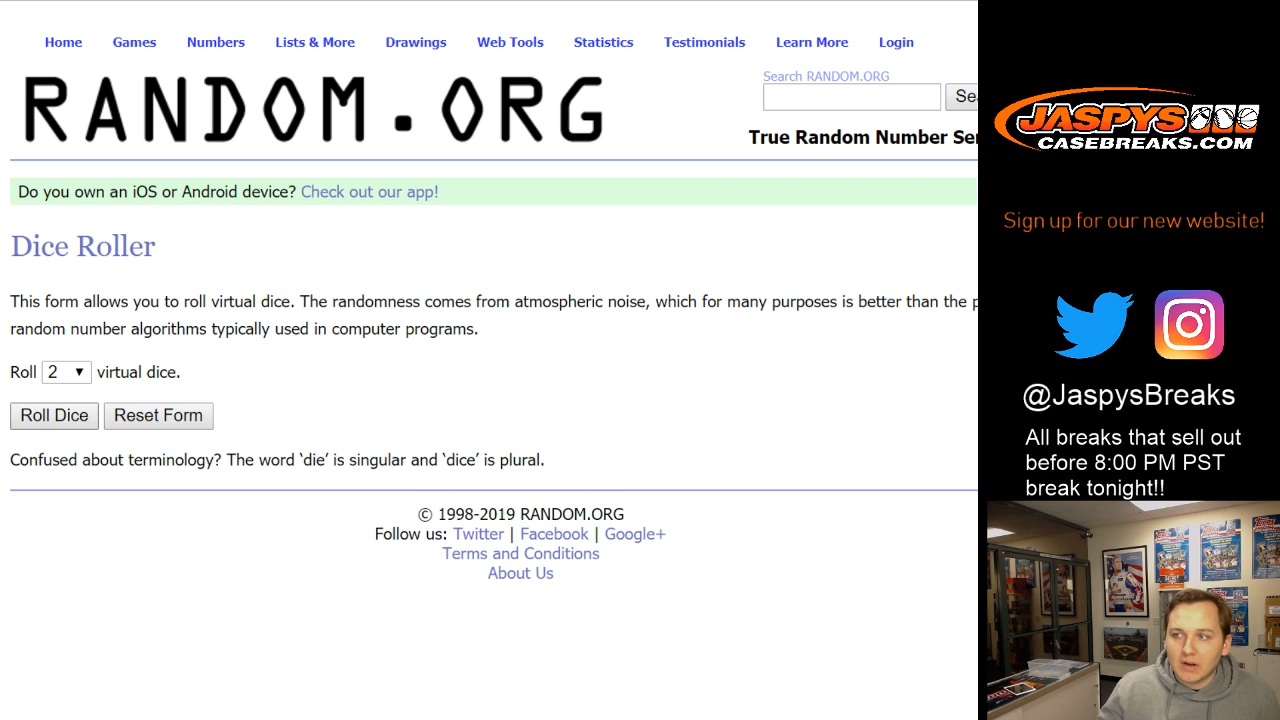 Home Games Numbers Lists & More Drawings Web Tools Statistics Testimonials Learn More Login
RANDOM.ORG
Search RANDOM.ORG
Sea
True Random Number Ser
Do you own an iOS or Android device? Check out our app!
Dice Roller
This form allows you to roll virtual dice. The randomness comes from atmospheric noise, which for many purposes is better than the p
random number algorithms typically used in computer programs.
Roll 2 virtual dice.
Roll Dice Reset Form
Confused about terminology? The word ‘die’ is singular and ‘dice’ is plural.
© 1998-2019 RANDOM.ORG
Follow us: Twitter | Facebook | Google+
Terms and Conditions
About Us
JASPYS
CASEBREAKS.COM
Sign up for our new website!
@JaspysBreaks
All breaks that sell out
before 8:00 PM PST
break tonight!!